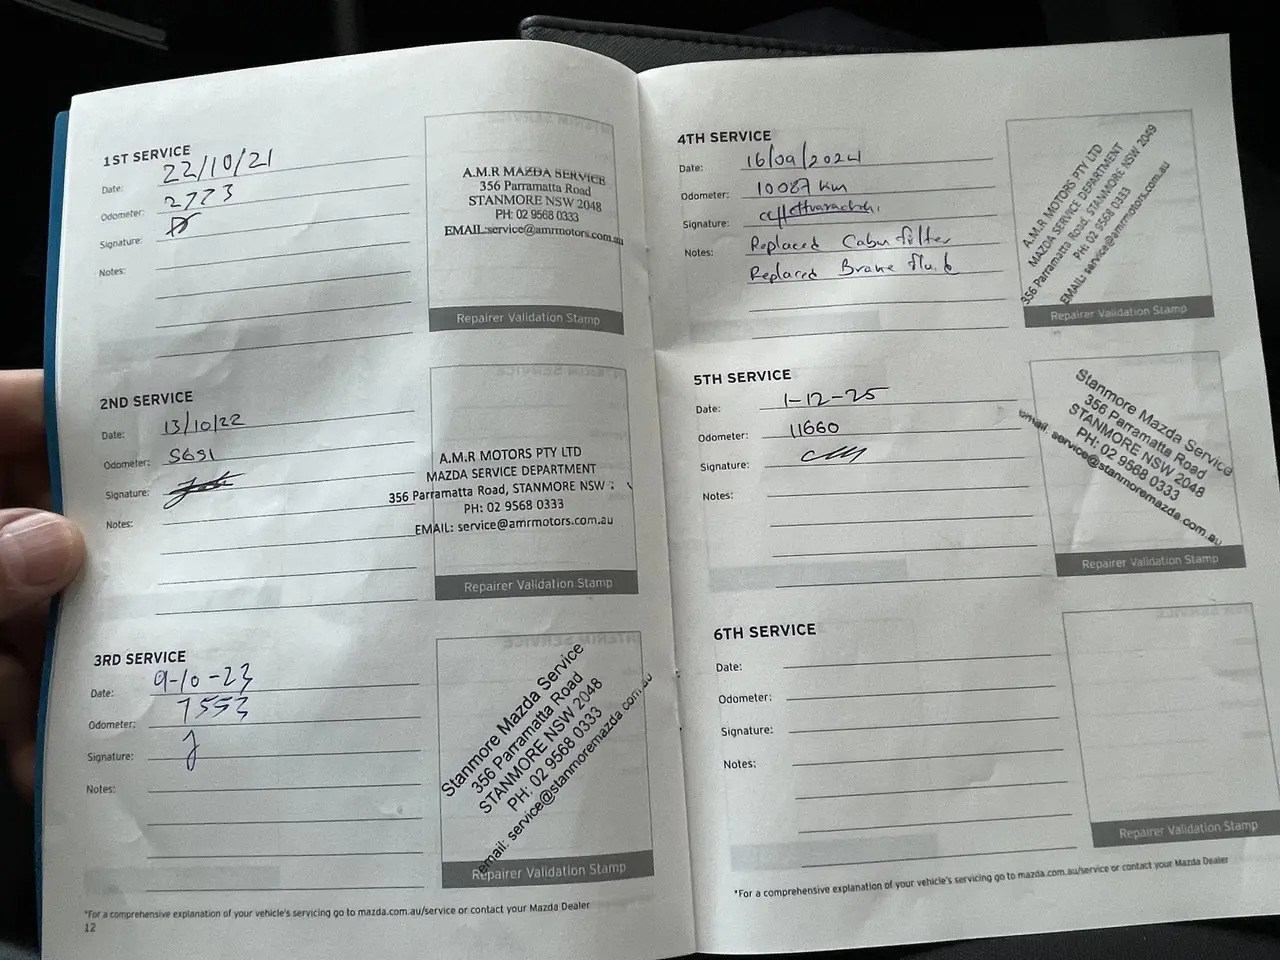 1ST SERVICE
Date: 22/10/21
Odometer: 2773
Signature:
Notes:
A.M.R MAZDA SERVICE
356 Parramatta Road
STANMORE NSW 2048
PH: 02 9568 0333
EMAIL:service@amrmotors.com.au
Repairer Validation Stamp
2ND SERVICE
Date: 13/10/22
Odometer: 5651
Signature:
Notes:
A.M.R MOTORS PTY LTD
MAZDA SERVICE DEPARTMENT
356 Parramatta Road, STANMORE NSW
PH: 02 9568 0333
EMAIL: service@amrmotors.com.au
Repairer Validation Stamp
3RD SERVICE
Date: 9-10-23
Odometer: 7553
Signature:
Notes:
Stanmore Mazda Service
356 Parramatta Road
STANMORE NSW 2048
PH: 02 9568 0333
email: service@stanmoremazda.com.au
Repairer Validation Stamp
*For a comprehensive explanation of your vehicle's servicing go to mazda.com.au/service or contact your Mazda Dealer
12
4TH SERVICE
Date: 16/09/2024
Odometer: 10087 km
Signature:
Notes: Replaced Cabin filter
Replaced Brake fluid
A.M.R MOTORS PTY LTD
MAZDA SERVICE DEPARTMENT
356 Parramatta Road, STANMORE NSW 2049
PH: 02 9568 0333
EMAIL: service@amrmotors.com.au
Repairer Validation Stamp
5TH SERVICE
Date: 1-12-25
Odometer: 11660
Signature:
Notes:
Stanmore Mazda Service
356 Parramatta Road
STANMORE NSW 2048
PH: 02 9568 0333
email: service@stanmoremazda.com.au
Repairer Validation Stamp
6TH SERVICE
Date:
Odometer:
Signature:
Notes:
Repairer Validation Stamp
*For a comprehensive explanation of your vehicle's servicing go to mazda.com.au/service or contact your Mazda Dealer